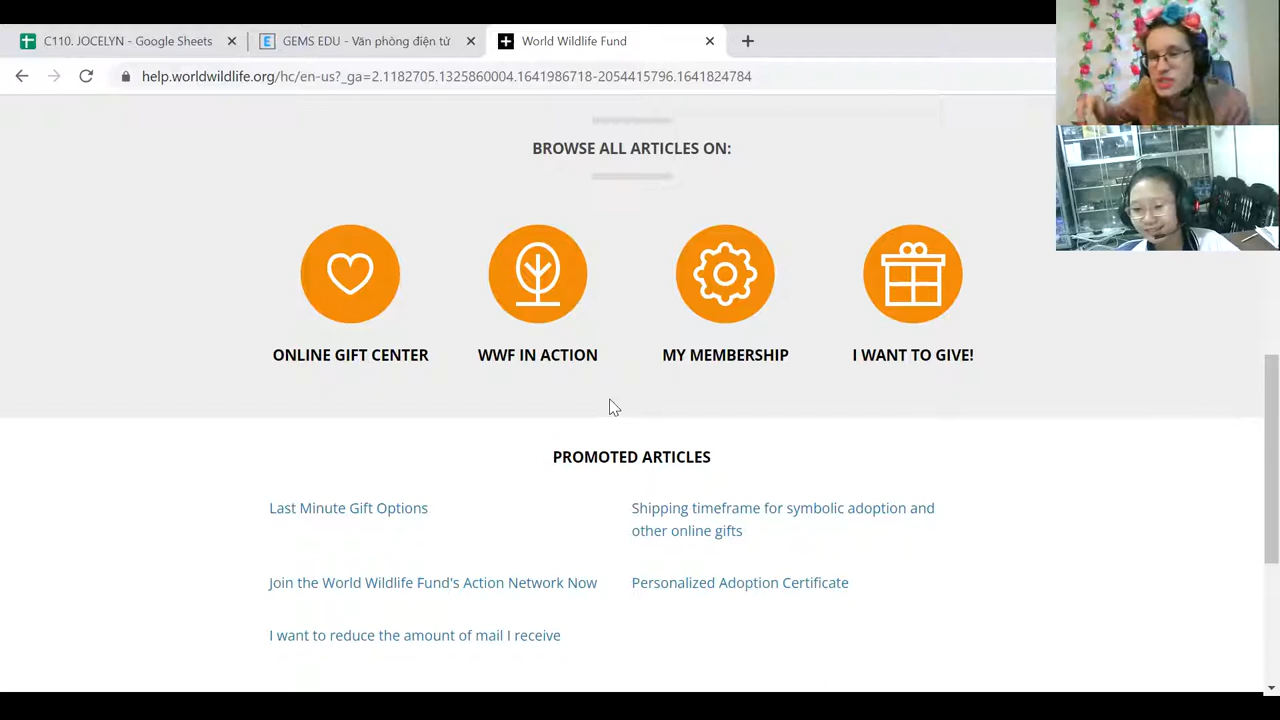 C110. JOCELYN - Google Sheets
GEMS EDU - Văn phòng điện tử
World Wildlife Fund
help.worldwildlife.org/hc/en-us?_ga=2.1182705.1325860004.1641986718-2054415796.1641824784
BROWSE ALL ARTICLES ON:
ONLINE GIFT CENTER
WWF IN ACTION
MY MEMBERSHIP
I WANT TO GIVE!
PROMOTED ARTICLES
Last Minute Gift Options
Shipping timeframe for symbolic adoption and
other online gifts
Join the World Wildlife Fund's Action Network Now
Personalized Adoption Certificate
I want to reduce the amount of mail I receive